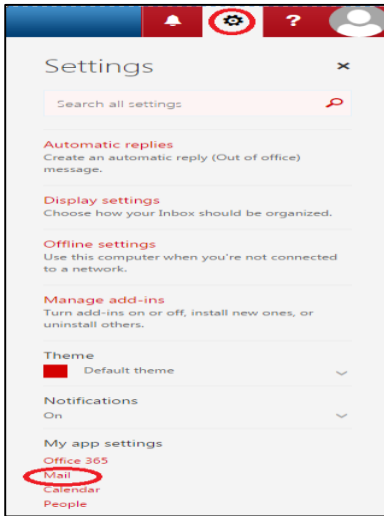 ?
Settings ×
Search all settings
Automatic replies
Create an automatic reply (Out of office)
message.
Display settings
Choose how your Inbox should be organized.
Offline settings
Use this computer when you're not connected
to a network.
Manage add-ins
Turn add-ins on or off, install new ones, or
uninstall others.
Theme
Default theme
Notifications
On
My app settings
Office 365
Mail
Calendar
People